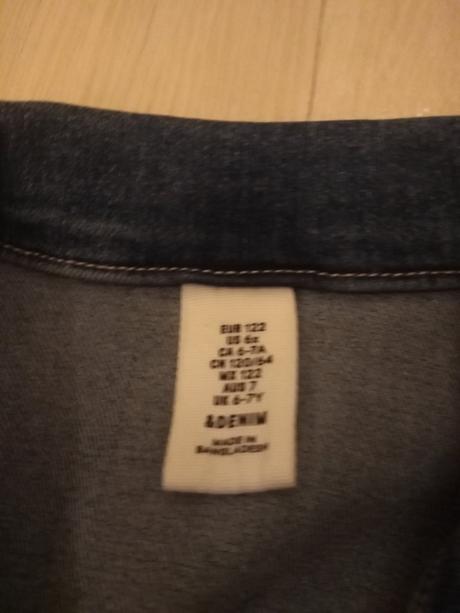 EUR 122
US 6x
CA 6-7A
CN 120/64
MX 122
AUS 7
UK 6-7Y
&DENIM
MADE IN
BANGLADESH